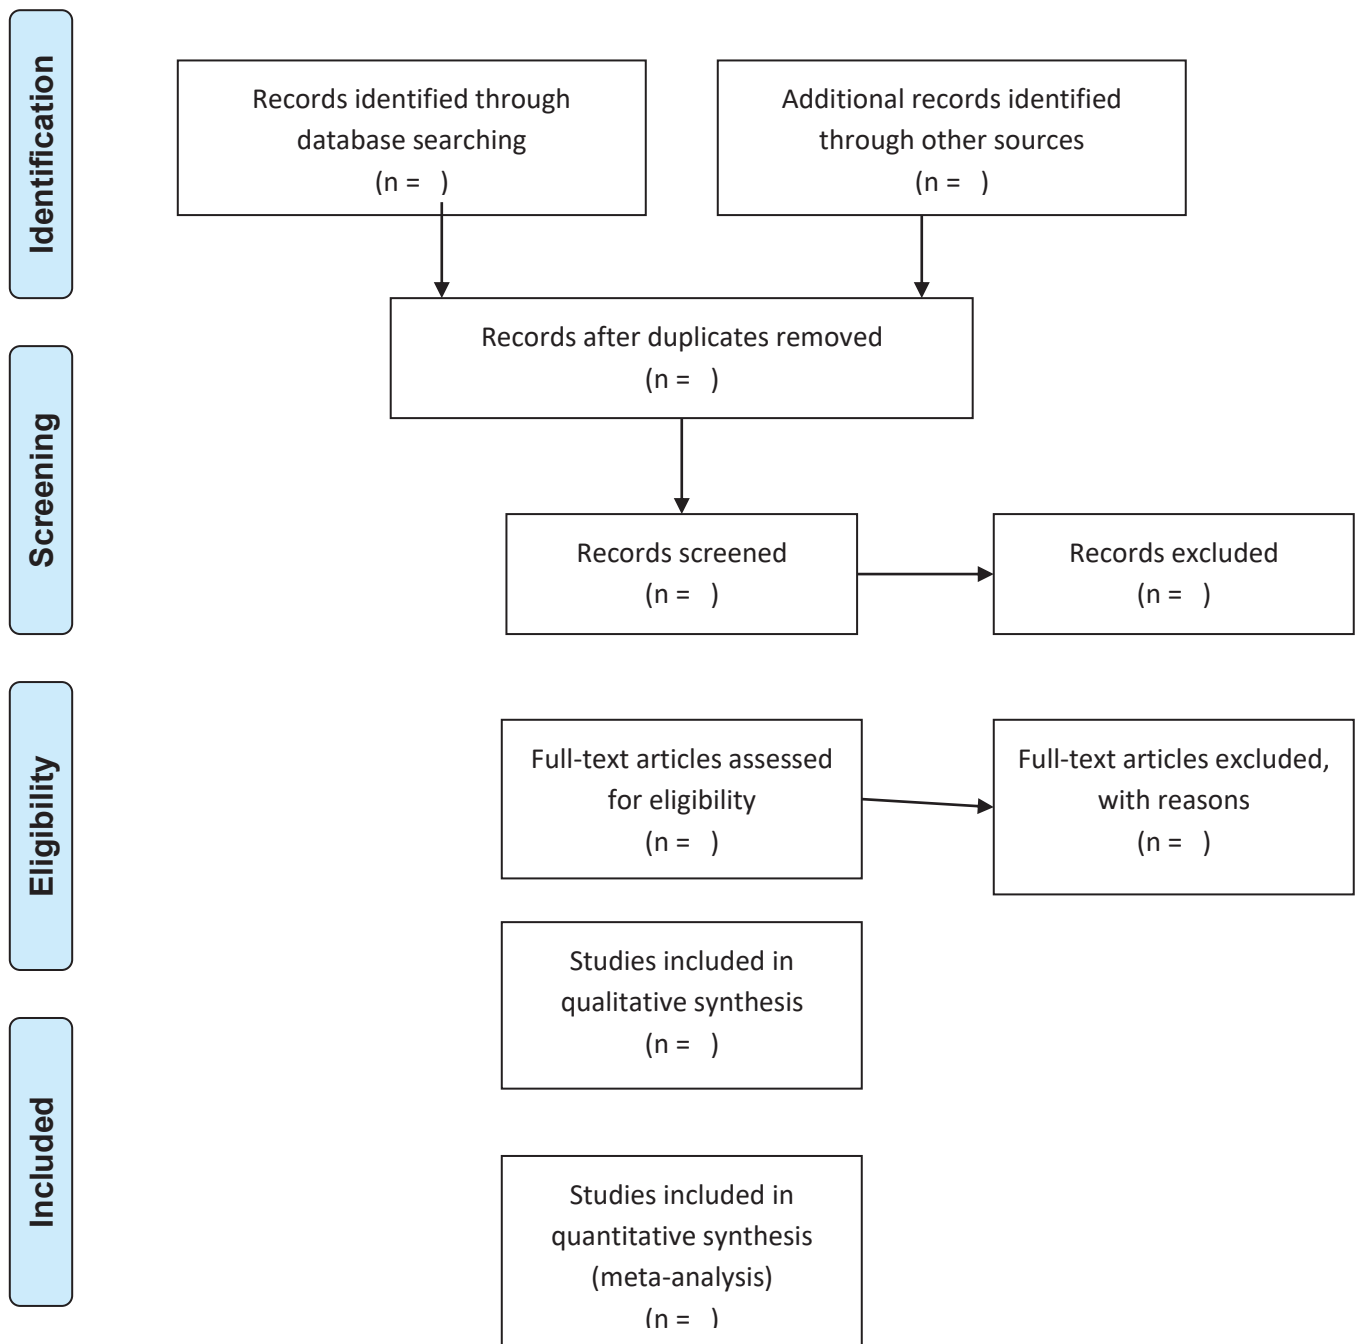 Identification
Records identified through
database searching
(n =   )
Additional records identified
through other sources
(n =   )
Records after duplicates removed
(n =   )
Screening
Records screened
(n =   )
Records excluded
(n =   )
Eligibility
Full-text articles assessed
for eligibility
(n =   )
Full-text articles excluded,
with reasons
(n =   )
Studies included in
qualitative synthesis
(n =   )
Included
Studies included in
quantitative synthesis
(meta-analysis)
(n =   )